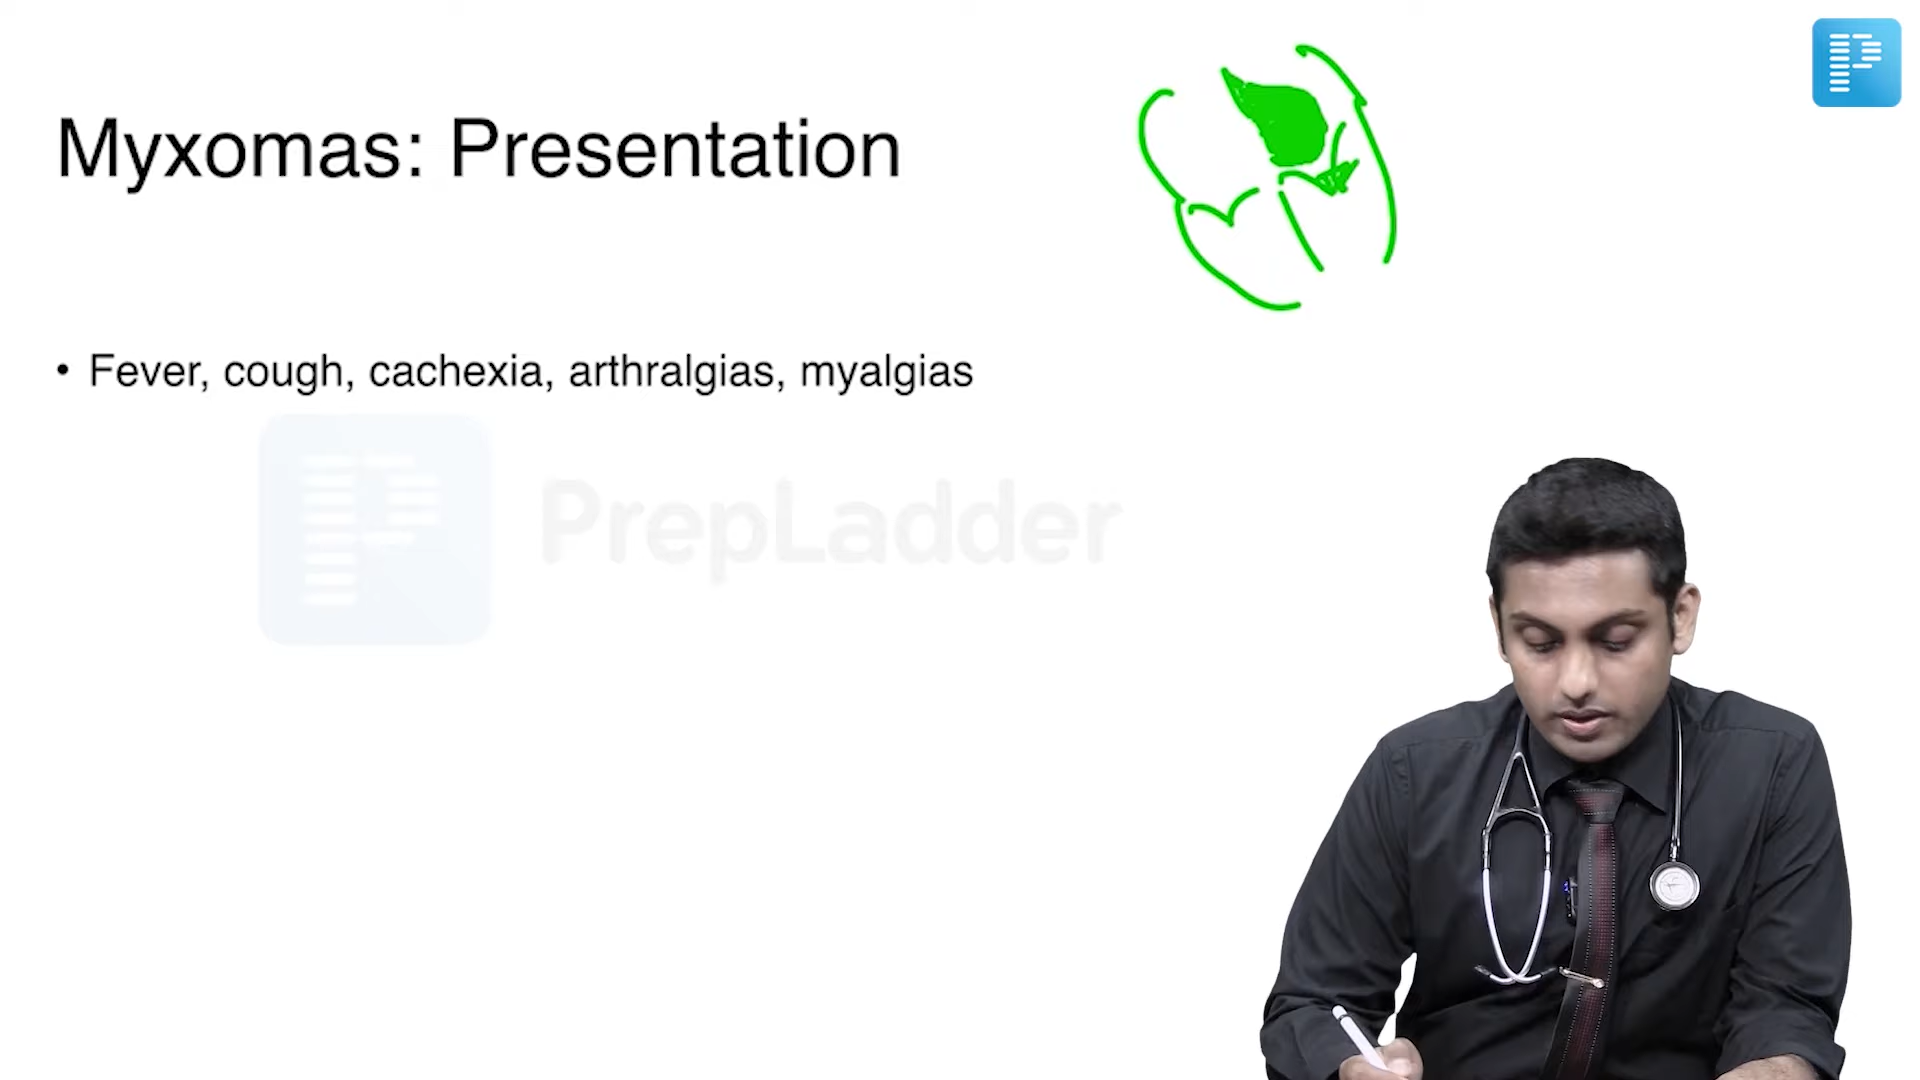 Myxomas: Presentation
• Fever, cough, cachexia, arthralgias, myalgias
PrepLadder